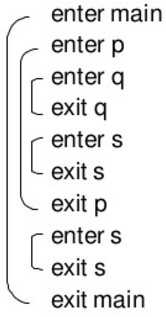 enter main
enter p
enter q
exit q
enter s
exit s
exit p
enter s
exit s
exit main